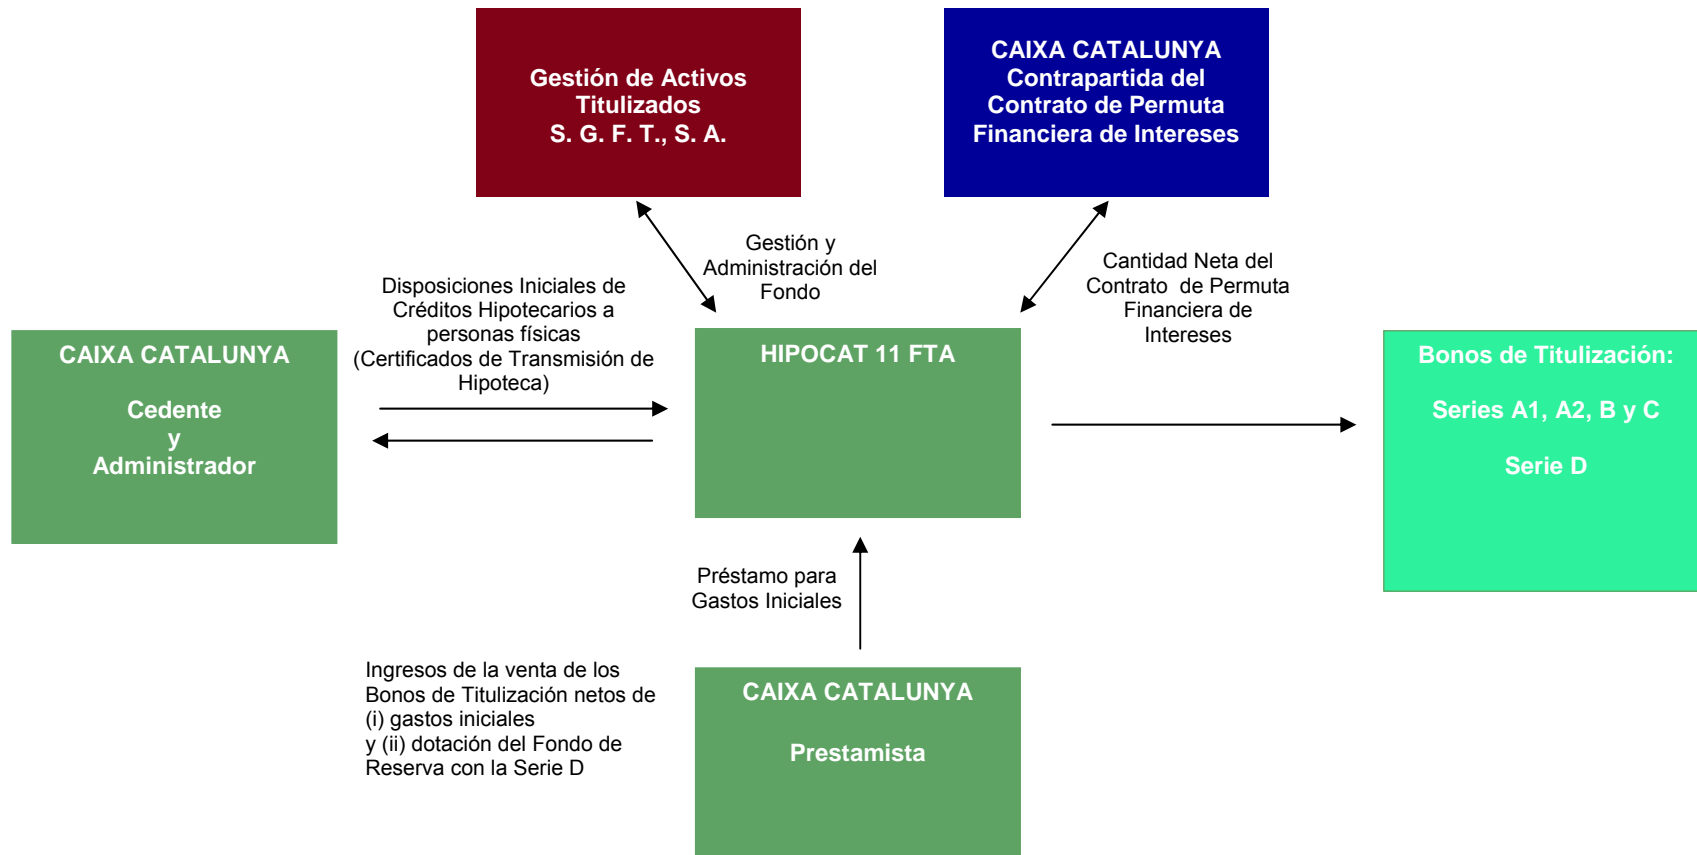 Gestión de Activos
Titulizados
S. G. F. T., S. A.
CAIXA CATALUNYA
Contrapartida del
Contrato de Permuta
Financiera de Intereses
Gestión y
Administración del
Fondo
Cantidad Neta del
Contrato de Permuta
Financiera de
Intereses
Disposiciones Iniciales de
Créditos Hipotecarios a
personas físicas
(Certificados de Transmisión de
Hipoteca)
CAIXA CATALUNYA
Cedente
y
Administrador
HIPOCAT 11 FTA
Bonos de Titulización:
Series A1, A2, B y C
Serie D
Préstamo para
Gastos Iniciales
Ingresos de la venta de los
Bonos de Titulización netos de
(i) gastos iniciales
y (ii) dotación del Fondo de
Reserva con la Serie D
CAIXA CATALUNYA
Prestamista